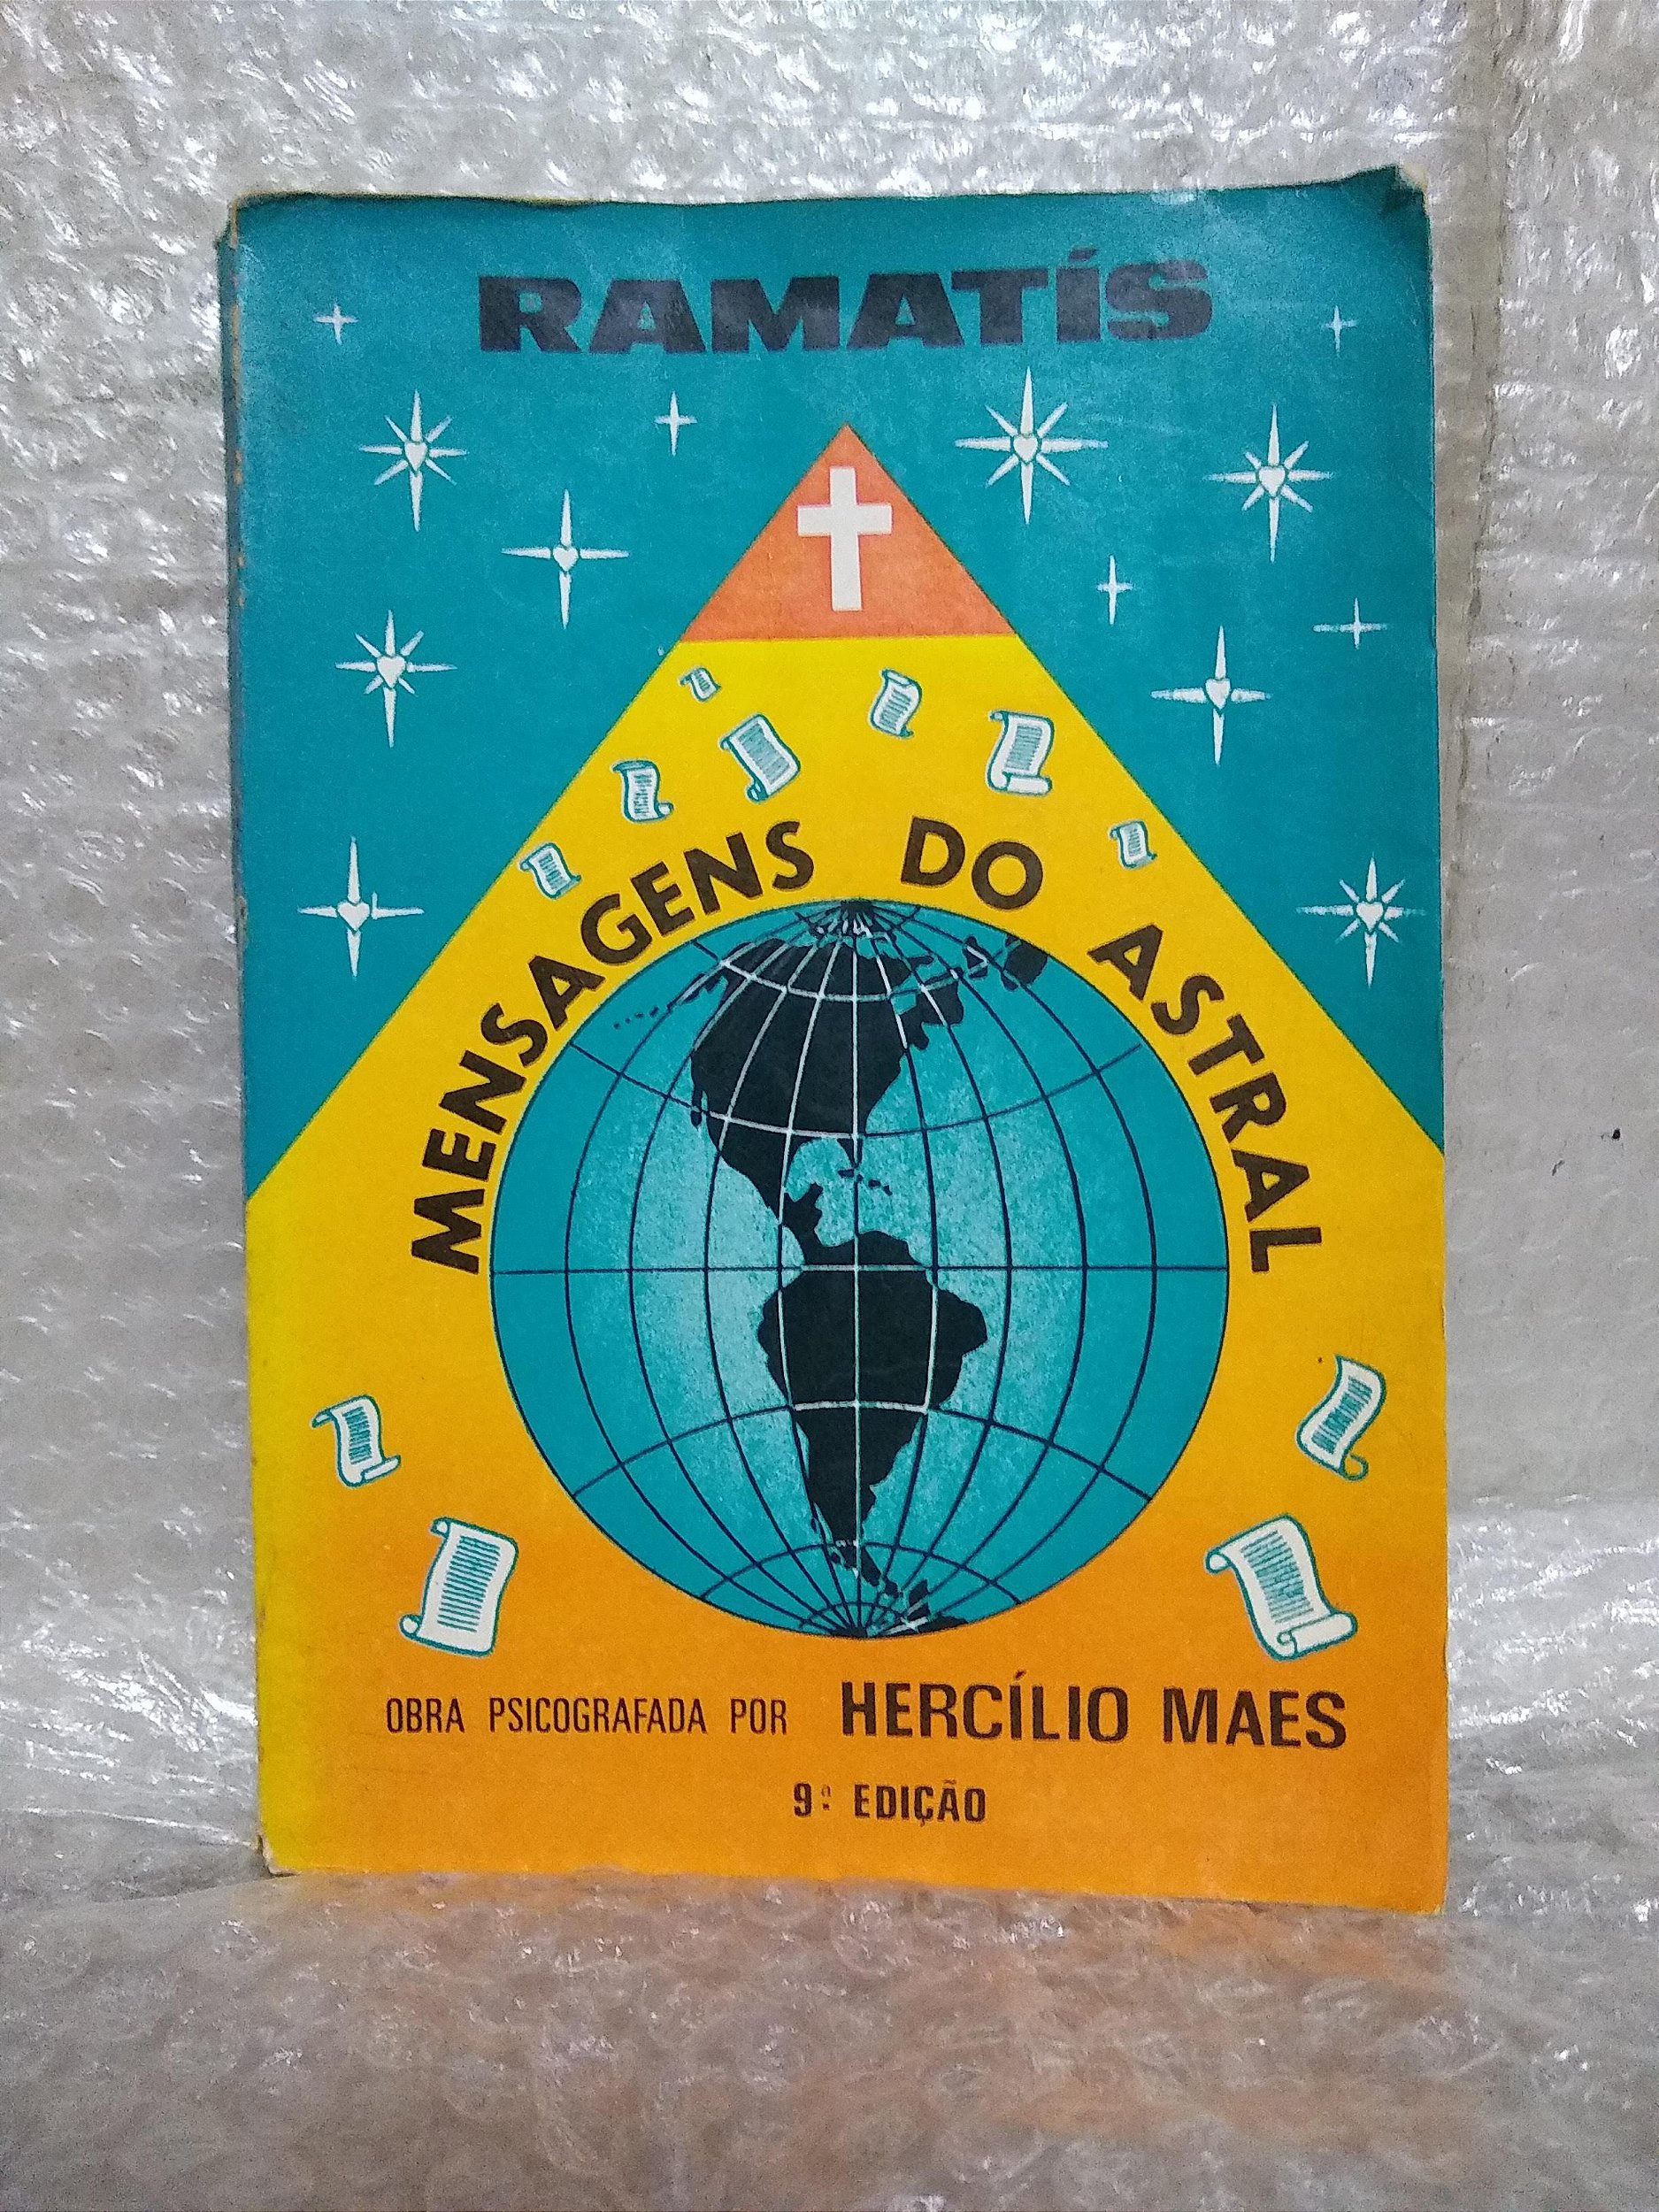 RAMATÍS
MENSAGENS DO ASTRAL
OBRA PSICOGRAFADA POR HERCÍLIO MAES
9ª EDIÇÃO